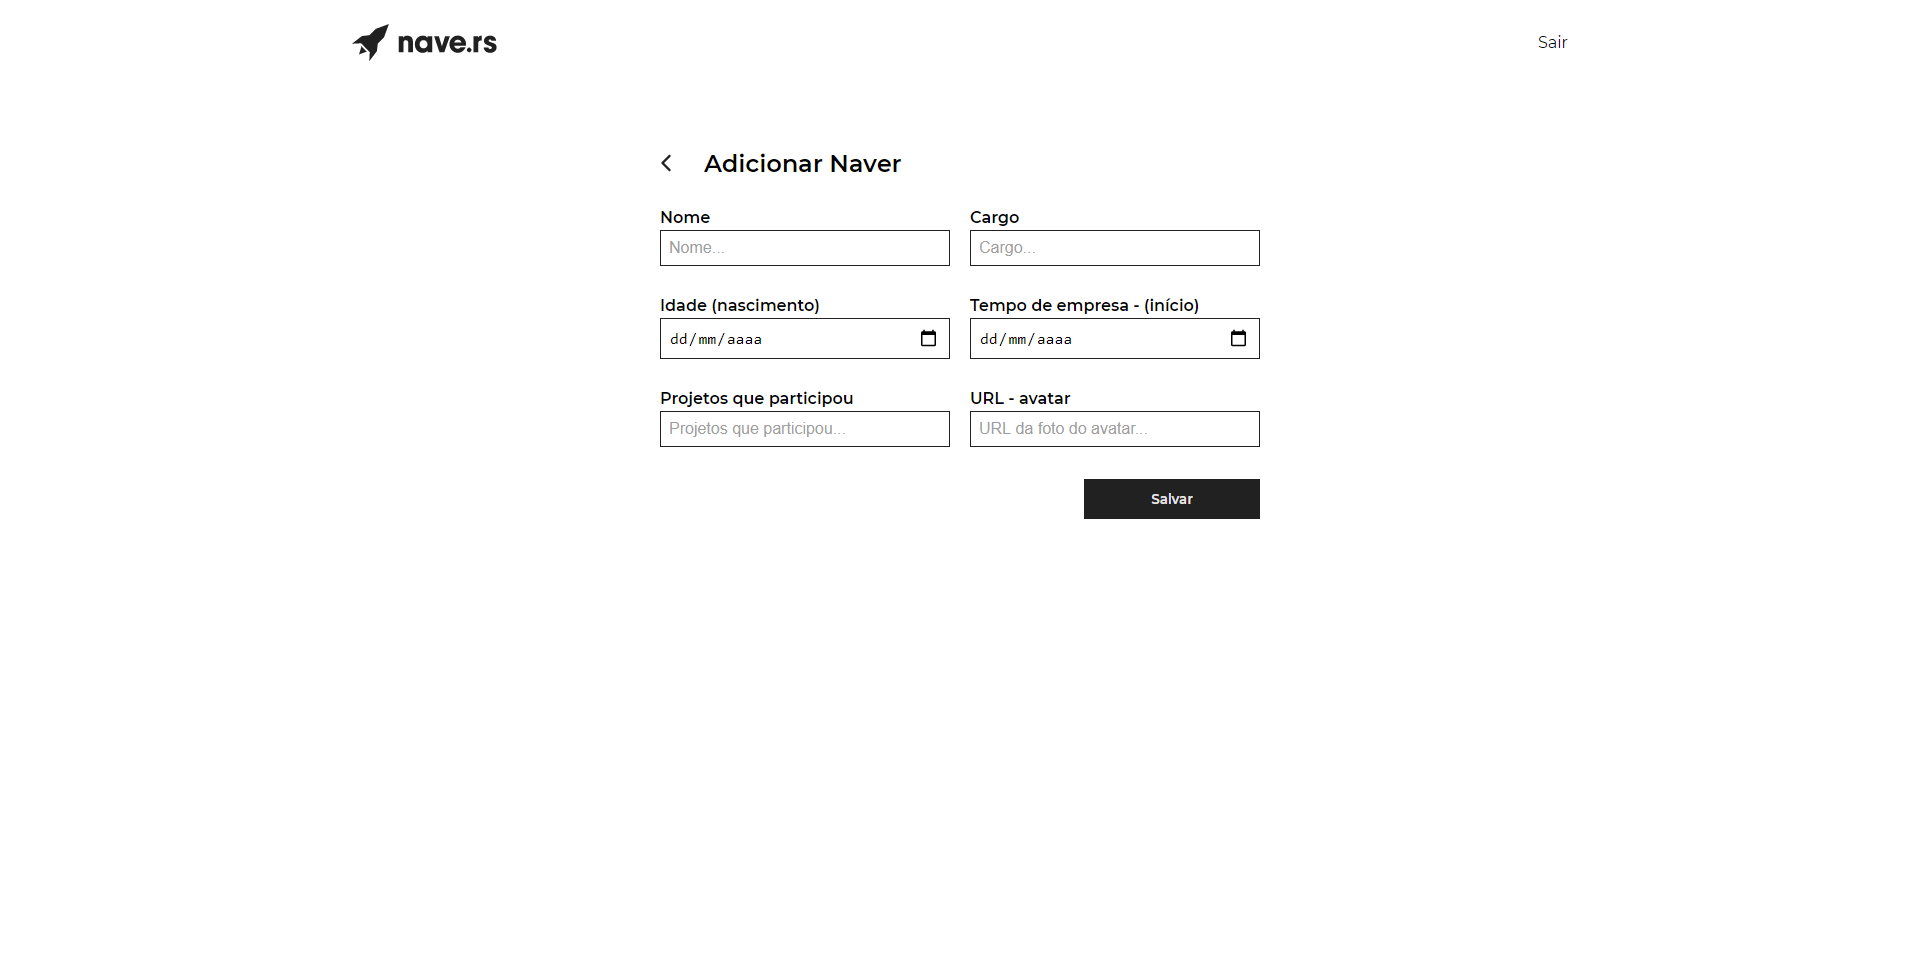 nave.rs
Sair
Adicionar Naver
Nome
Cargo
Nome...
Cargo...
Idade (nascimento)
Tempo de empresa - (início)
dd/mm/aaaa
dd/mm/aaaa
Projetos que participou
URL - avatar
Projetos que participou...
URL da foto do avatar...
Salvar